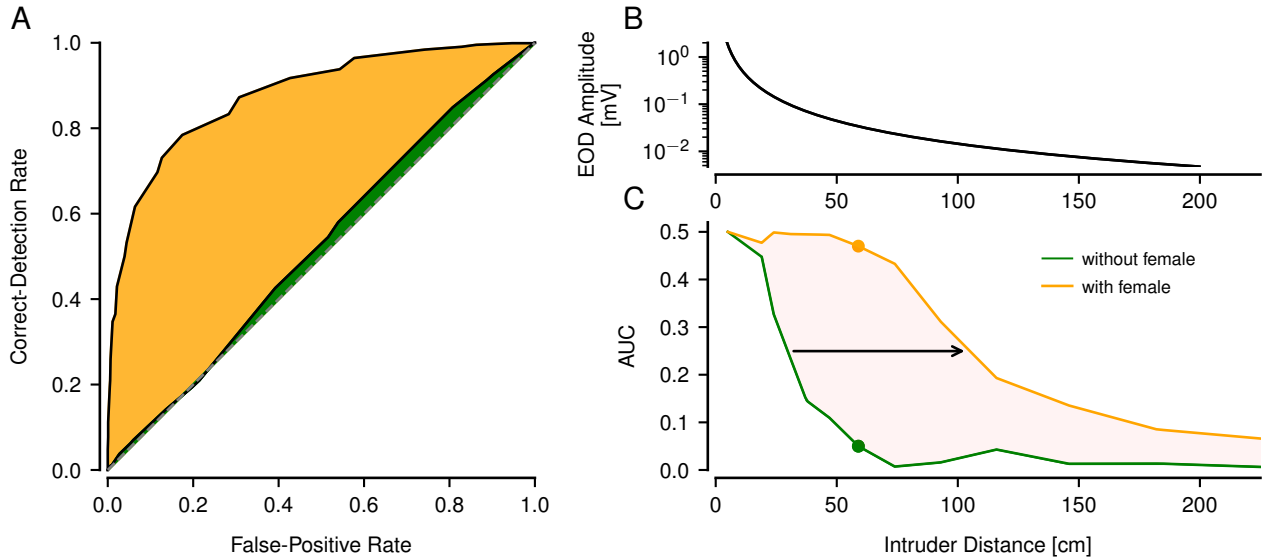 A
1.0
0.8
0.6
0.4
0.2
0.0
Correct-Detection Rate
0.0 0.2 0.4 0.6 0.8 1.0
False-Positive Rate
B
EOD Amplitude
[mV]
10⁰
10⁻¹
10⁻²
0 50 100 150 200
C
AUC
0.5
0.4
0.3
0.2
0.1
0.0
without female
with female
0 50 100 150 200
Intruder Distance [cm]